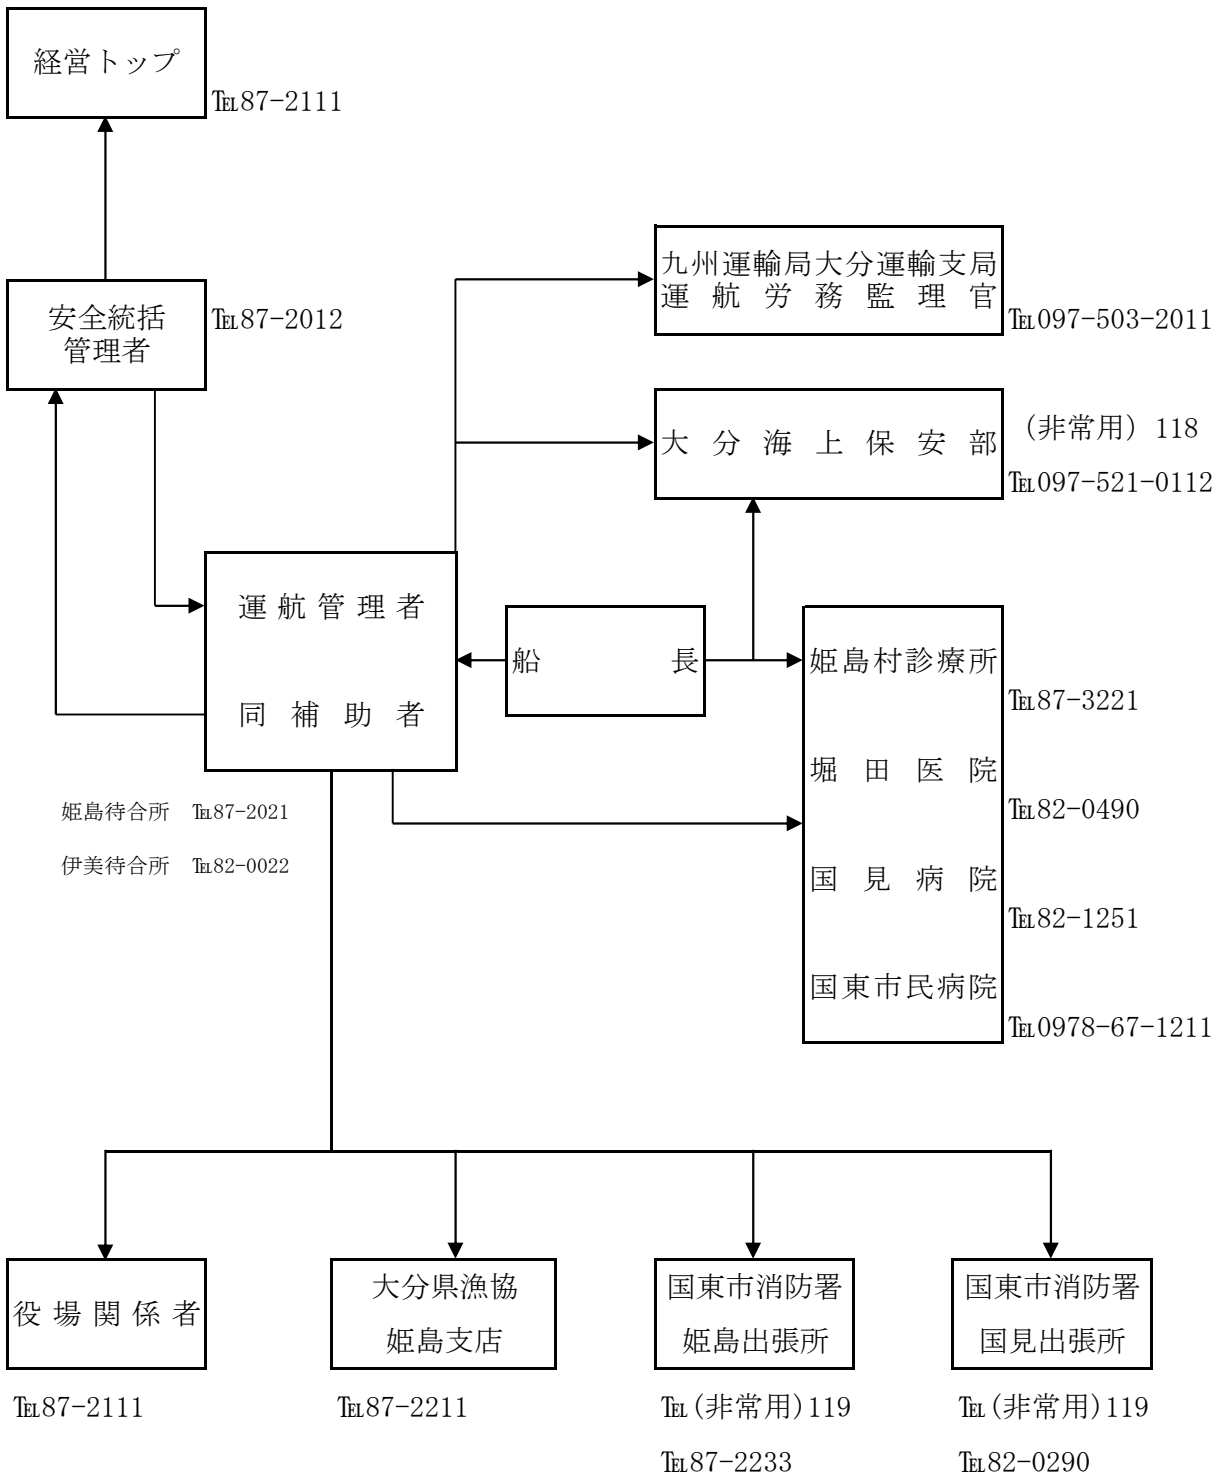 経営トップ
℡87-2111
九州運輸局大分運輸支局
運航労務監理官
℡097-503-2011
安全統括
管理者
℡87-2012
大分海上保安部
（非常用）118
℡097-521-0112
運航管理者
同補助者
船長
姫島村診療所
℡87-3221
堀田医院
℡82-0490
国見病院
℡82-1251
国東市民病院
℡0978-67-1211
姫島待合所　℡87-2021
伊美待合所　℡82-0022
役場関係者
℡87-2111
大分県漁協
姫島支店
℡87-2211
国東市消防署
姫島出張所
℡(非常用)119
℡87-2233
国東市消防署
国見出張所
℡(非常用)119
℡82-0290